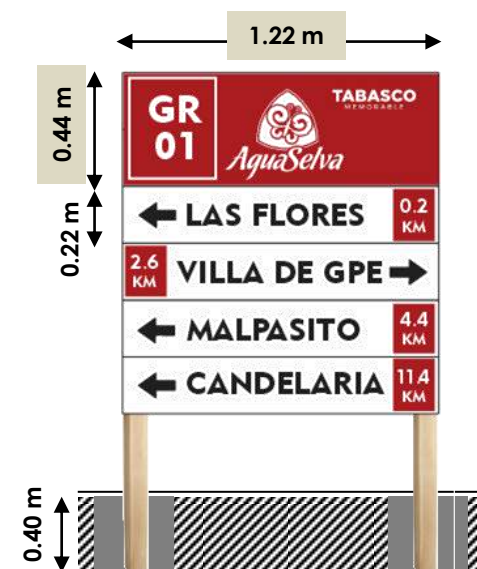 1.22 m
0.44 m
GR
01
AguaSelva
TABASCO
MEMORABLE
0.22 m
LAS FLORES
0.2
KM
2.6
KM
VILLA DE GPE
MALPASITO
4.4
KM
CANDELARIA
11.4
KM
0.40 m